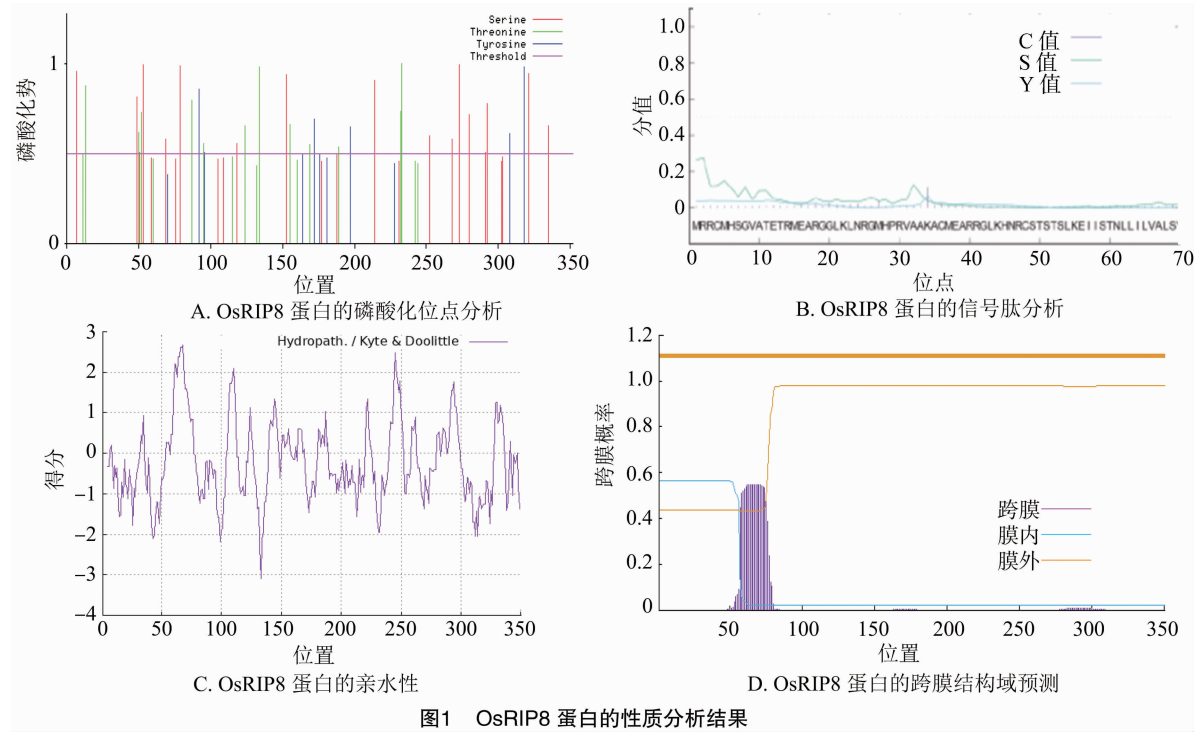 Serine
Threonine
Tyrosine
Threshold
1
0
磷酸化势
0 50 100 150 200 250 300 350
位置
A. OsRIP8 蛋白的磷酸化位点分析
1.0
0.8
0.6
0.4
0.2
0
分值
C 值
S 值
Y 值
MRRCMHSGVATETRMEARGGLKLNRGMHPRVAAKACMEARRGLKHNRCSTSTSLKEIISTNLLILVALS
0 10 20 30 40 50 60 70
位点
B. OsRIP8 蛋白的信号肽分析
3
2
1
0
−1
−2
−3
−4
得分
Hydropath. / Kyte & Doolittle
0 50 100 150 200 250 300 350
位置
C. OsRIP8 蛋白的亲水性
1.2
1.0
0.8
0.6
0.4
0.2
0
跨膜概率
跨膜
膜内
膜外
50 100 150 200 250 300 350
位置
D. OsRIP8 蛋白的跨膜结构域预测
图1 OsRIP8 蛋白的性质分析结果